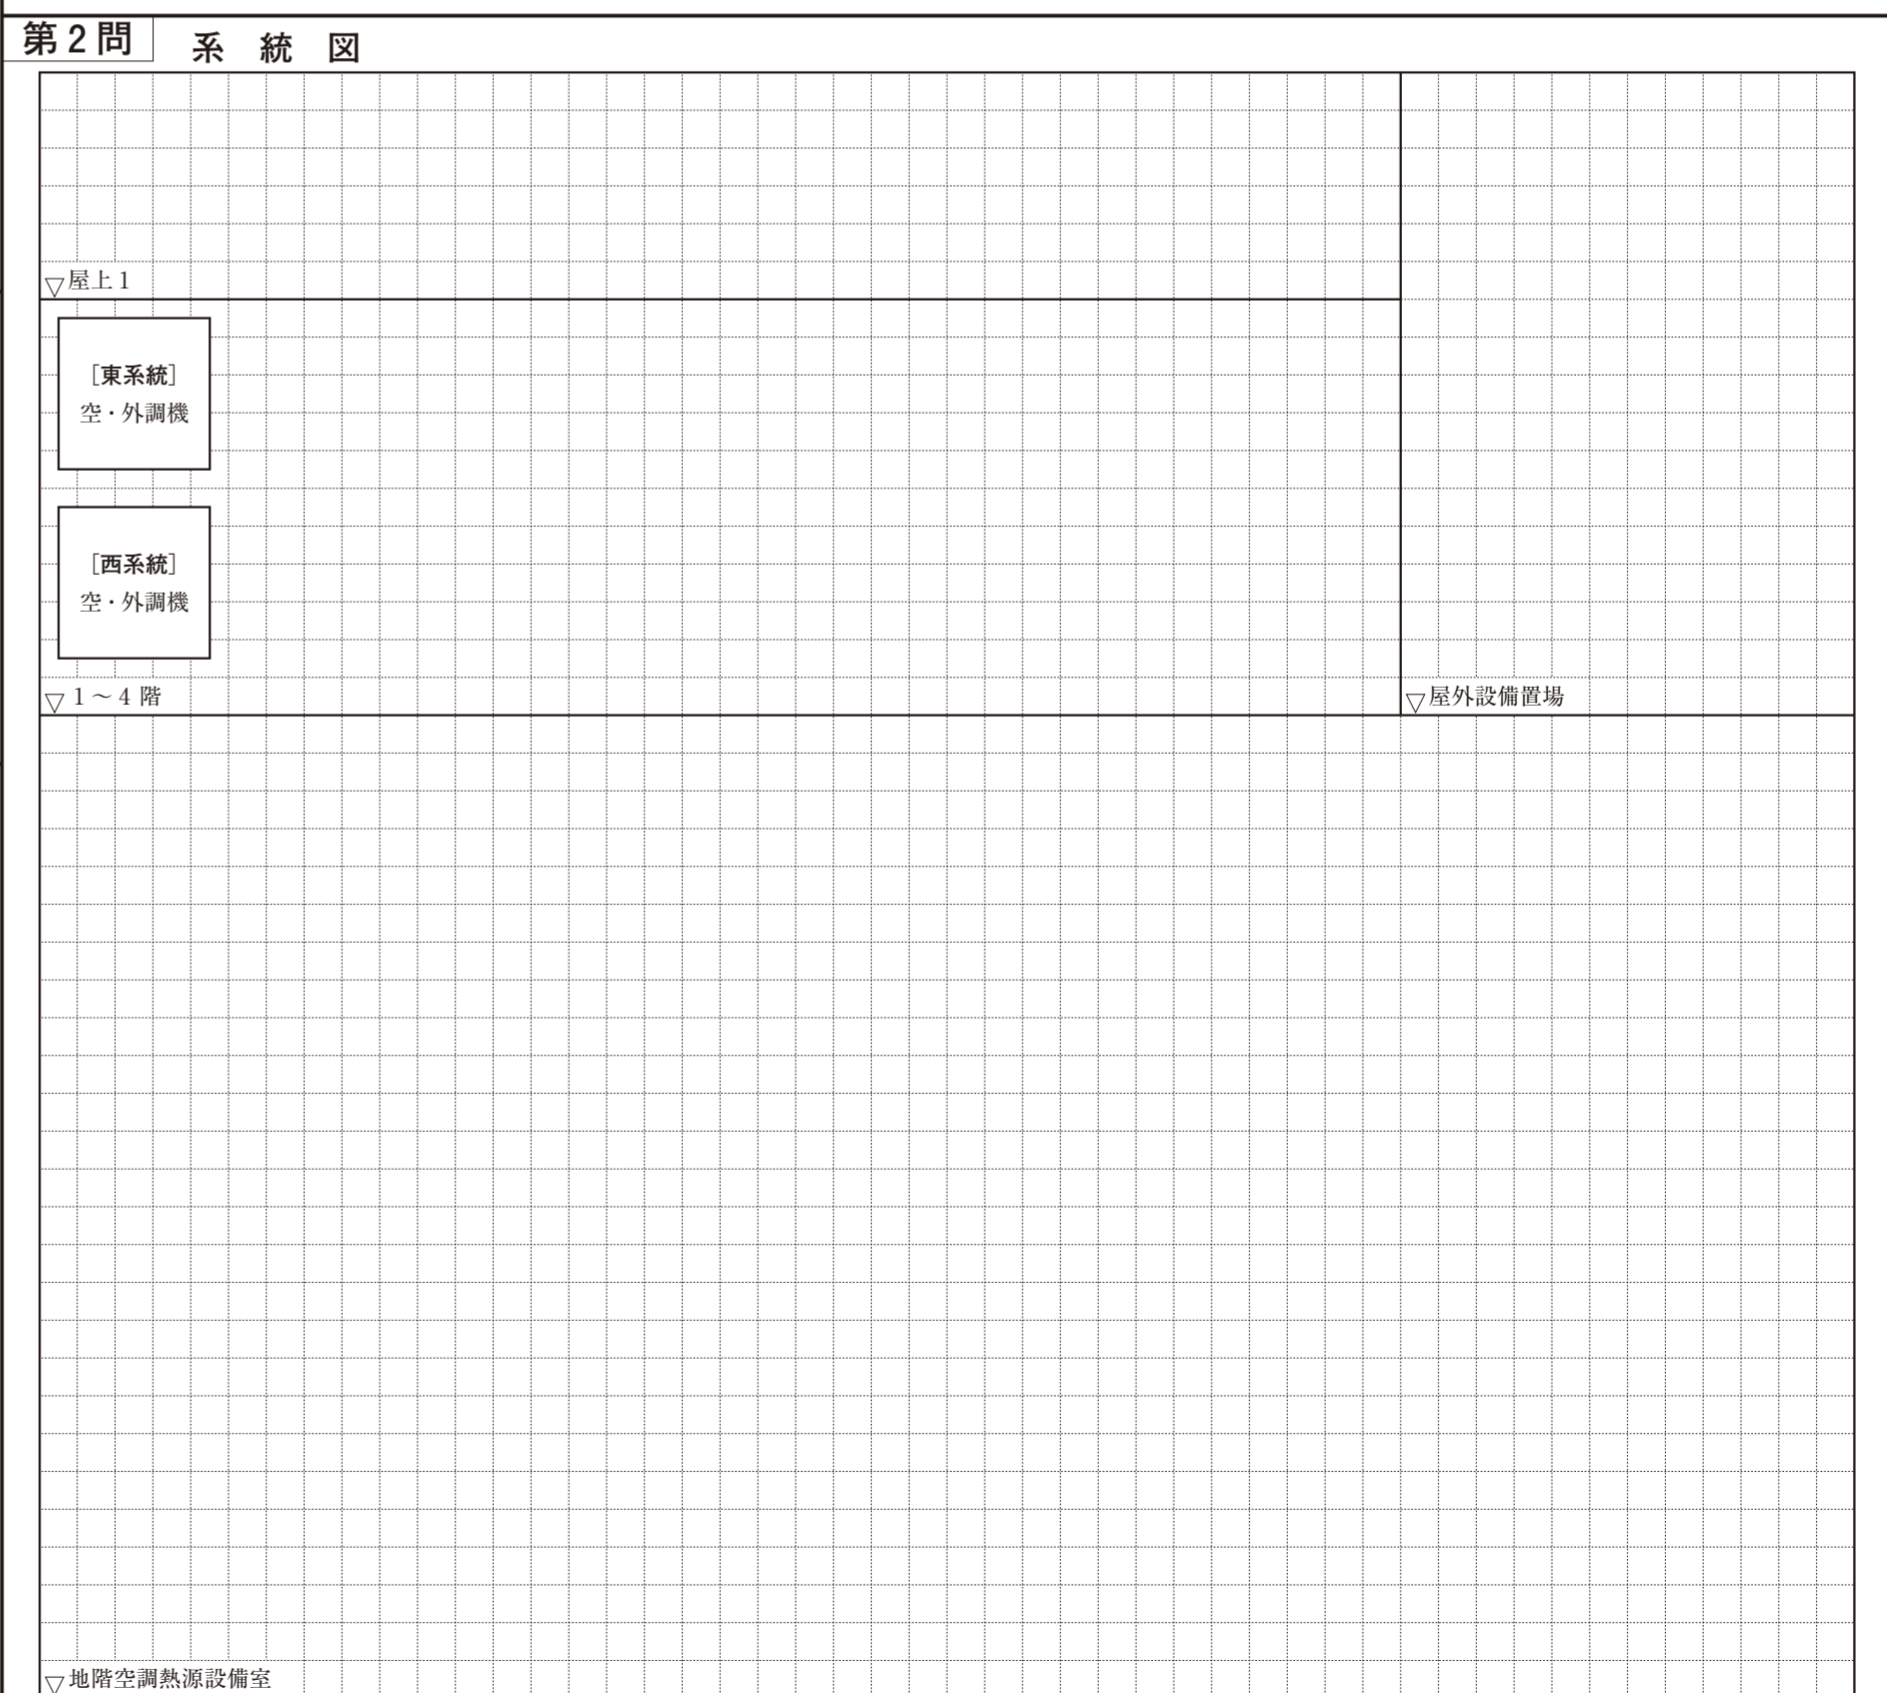 第2問
系 統 図
▽屋上1
［東系統］
空・外調機
［西系統］
空・外調機
▽ 1～4 階
▽屋外設備置場
▽地階空調熱源設備室